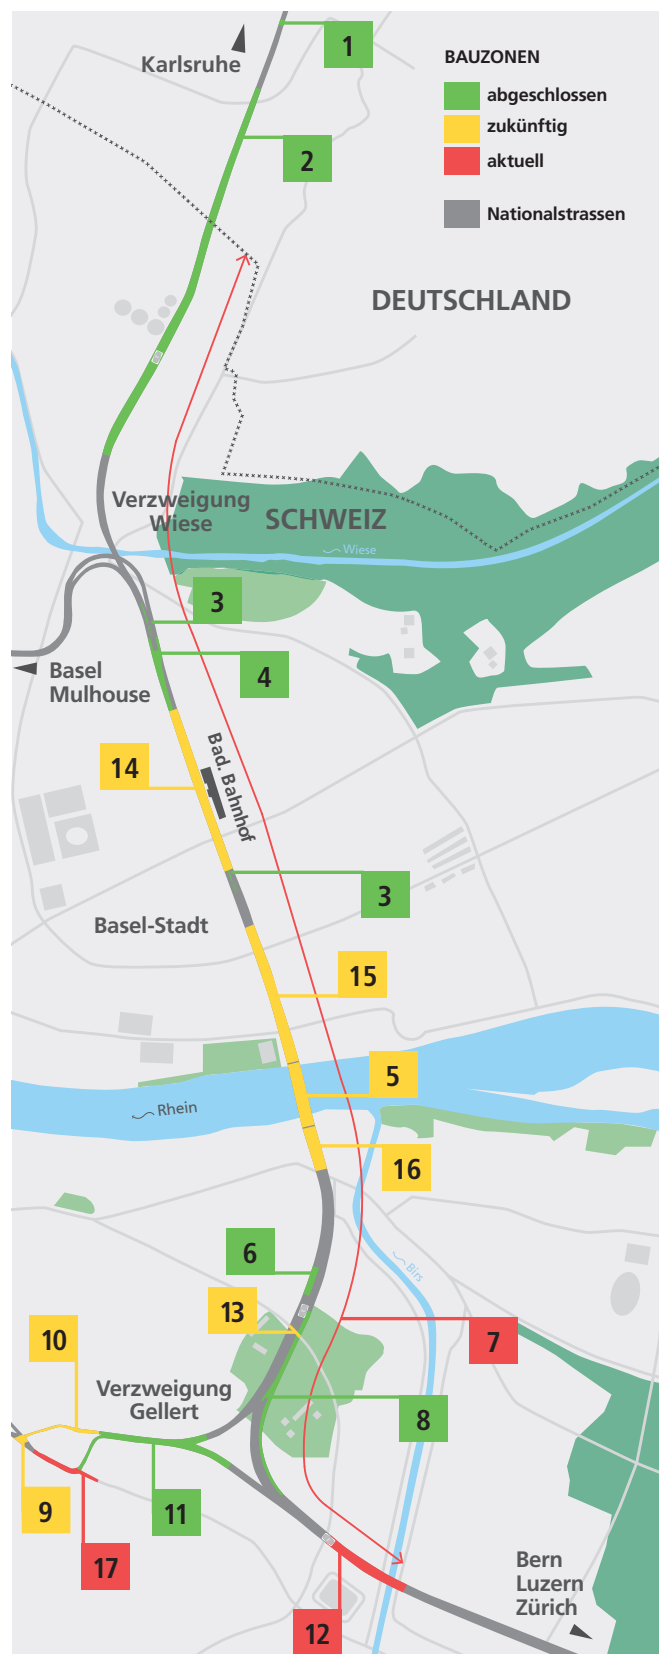 1
Karlsruhe
BAUZONEN
abgeschlossen
zukünftig
aktuell
Nationalstrassen
2
DEUTSCHLAND
Verzweigung
Wiese
SCHWEIZ
Wiese
3
4
Basel
Mulhouse
14
Bad. Bahnhof
3
Basel-Stadt
15
5
Rhein
16
6
Birs
13
10
7
Verzweigung
Gellert
8
9
11
17
12
Bern
Luzern
Zürich